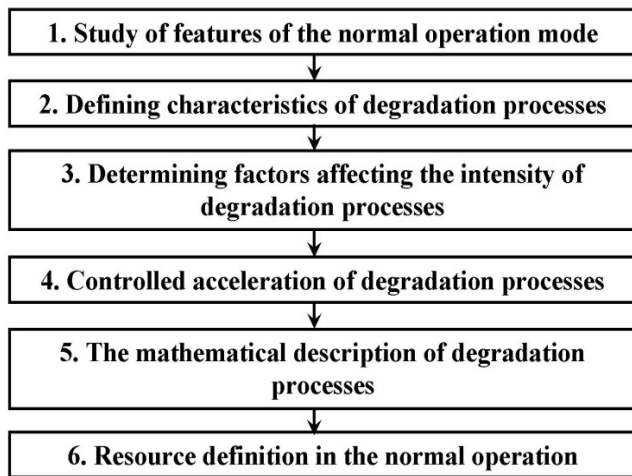 1. Study of features of the normal operation mode
2. Defining characteristics of degradation processes
3. Determining factors affecting the intensity of
degradation processes
4. Controlled acceleration of degradation processes
5. The mathematical description of degradation
processes
6. Resource definition in the normal operation